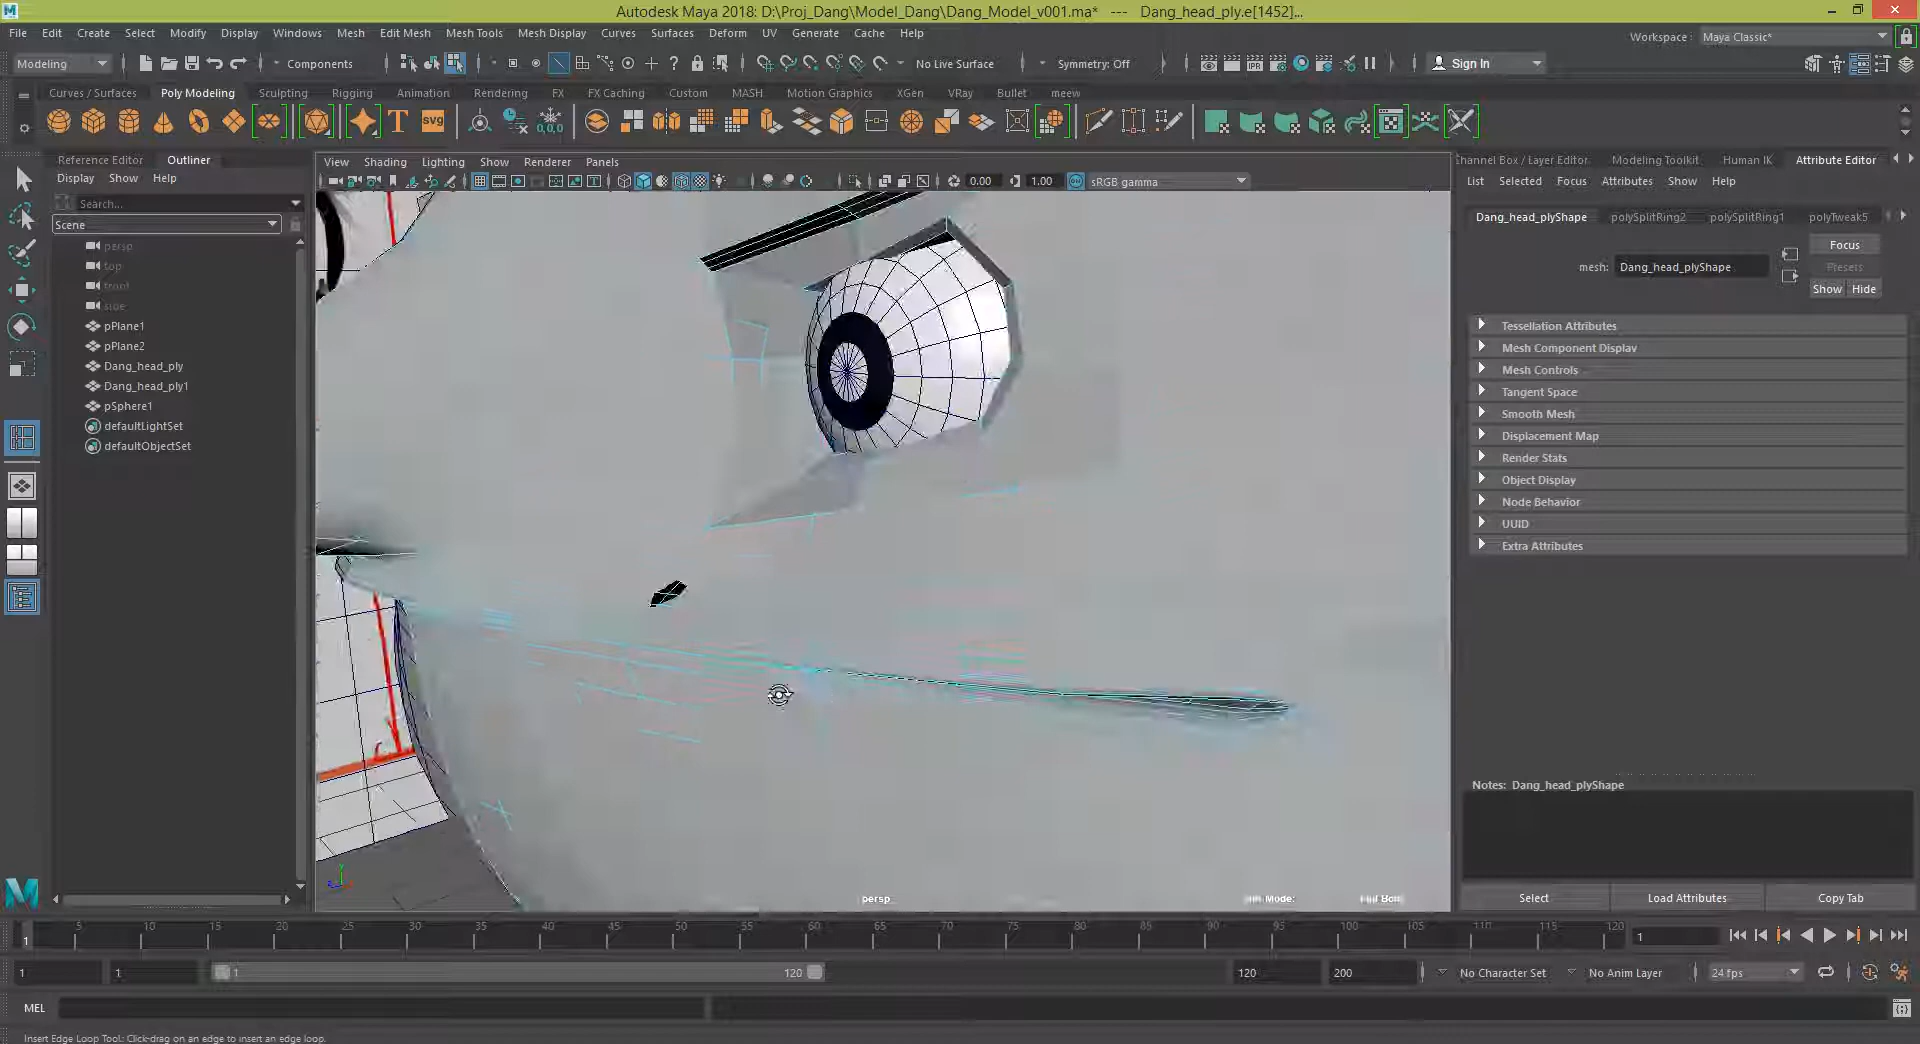 Autodesk Maya 2018: D:\Proj_Dang\Model_Dang\Dang_Model_v001.ma*   ---   Dang_head_ply.e[1452]...
File Edit Create Select Modify Display Windows Mesh Edit Mesh Mesh Tools Mesh Display Curves Surfaces Deform UV Generate Cache Help
Workspace : Maya Classic*
Modeling Components No Live Surface Symmetry: Off Sign In
Curves / Surfaces Poly Modeling Sculpting Rigging Animation Rendering FX FX Caching Custom MASH Motion Graphics XGen VRay Bullet meew
T svg 0,0,0
Reference Editor Outliner
Display Show Help
Search...
Scene
persp
top
front
side
pPlane1
pPlane2
Dang_head_ply
Dang_head_ply1
pSphere1
defaultLightSet
defaultObjectSet
View Shading Lighting Show Renderer Panels
0.00 1.00 sRGB gamma
persp
Channel Box / Layer Editor Modeling Toolkit Human IK Attribute Editor
List Selected Focus Attributes Show Help
Dang_head_plyShape polySplitRing2 polySplitRing1 polyTweak5
mesh: Dang_head_plyShape
Focus
Presets
Show Hide
Tessellation Attributes
Mesh Component Display
Mesh Controls
Tangent Space
Smooth Mesh
Displacement Map
Render Stats
Object Display
Node Behavior
UUID
Extra Attributes
Notes: Dang_head_plyShape
Select Load Attributes Copy Tab
5 10 15 20 25 30 35 40 45 50 55 60 65 70 75 80 85 90 95 100 105 110 115 120
1 1
1 1 1 120 120 200 No Character Set No Anim Layer 24 fps
MEL
Insert Edge Loop Tool: Click-drag on an edge to insert an edge loop.